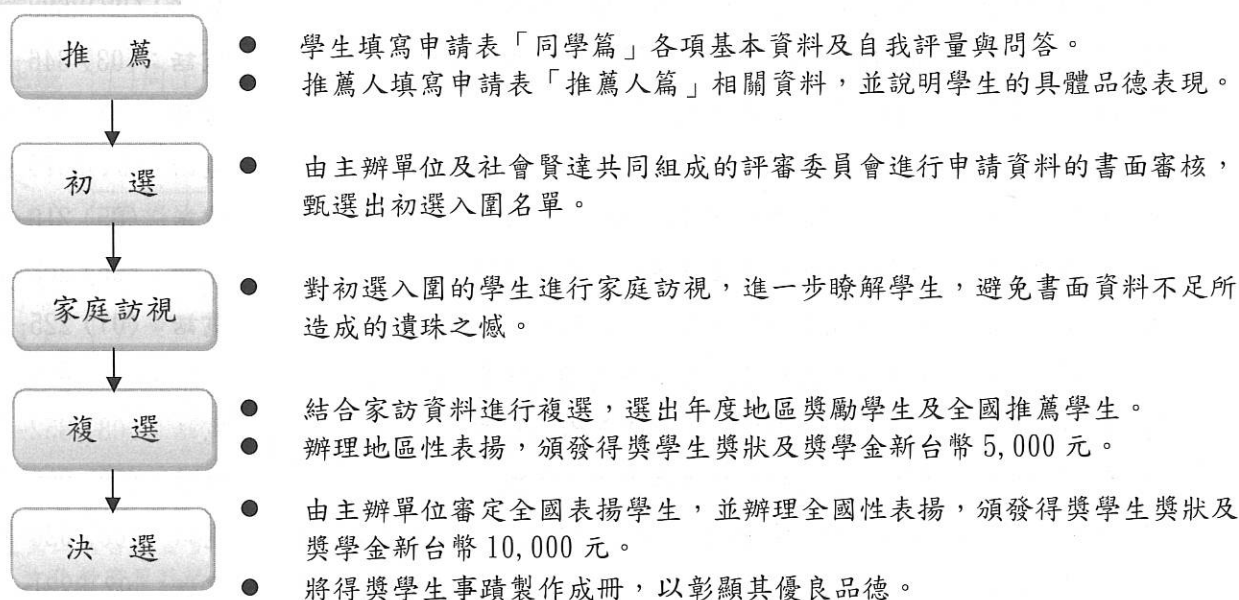 推 薦
● 學生填寫申請表「同學篇」各項基本資料及自我評量與問答。
● 推薦人填寫申請表「推薦人篇」相關資料，並說明學生的具體品德表現。
初 選
● 由主辦單位及社會賢達共同組成的評審委員會進行申請資料的書面審核，
甄選出初選入圍名單。
家庭訪視
● 對初選入圍的學生進行家庭訪視，進一步瞭解學生，避免書面資料不足所
造成的遺珠之憾。
複 選
● 結合家訪資料進行複選，選出年度地區獎勵學生及全國推薦學生。
● 辦理地區性表揚，頒發得獎學生獎狀及獎學金新台幣 5,000 元。
決 選
● 由主辦單位審定全國表揚學生，並辦理全國性表揚，頒發得獎學生獎狀及
獎學金新台幣 10,000 元。
● 將得獎學生事蹟製作成冊，以彰顯其優良品德。